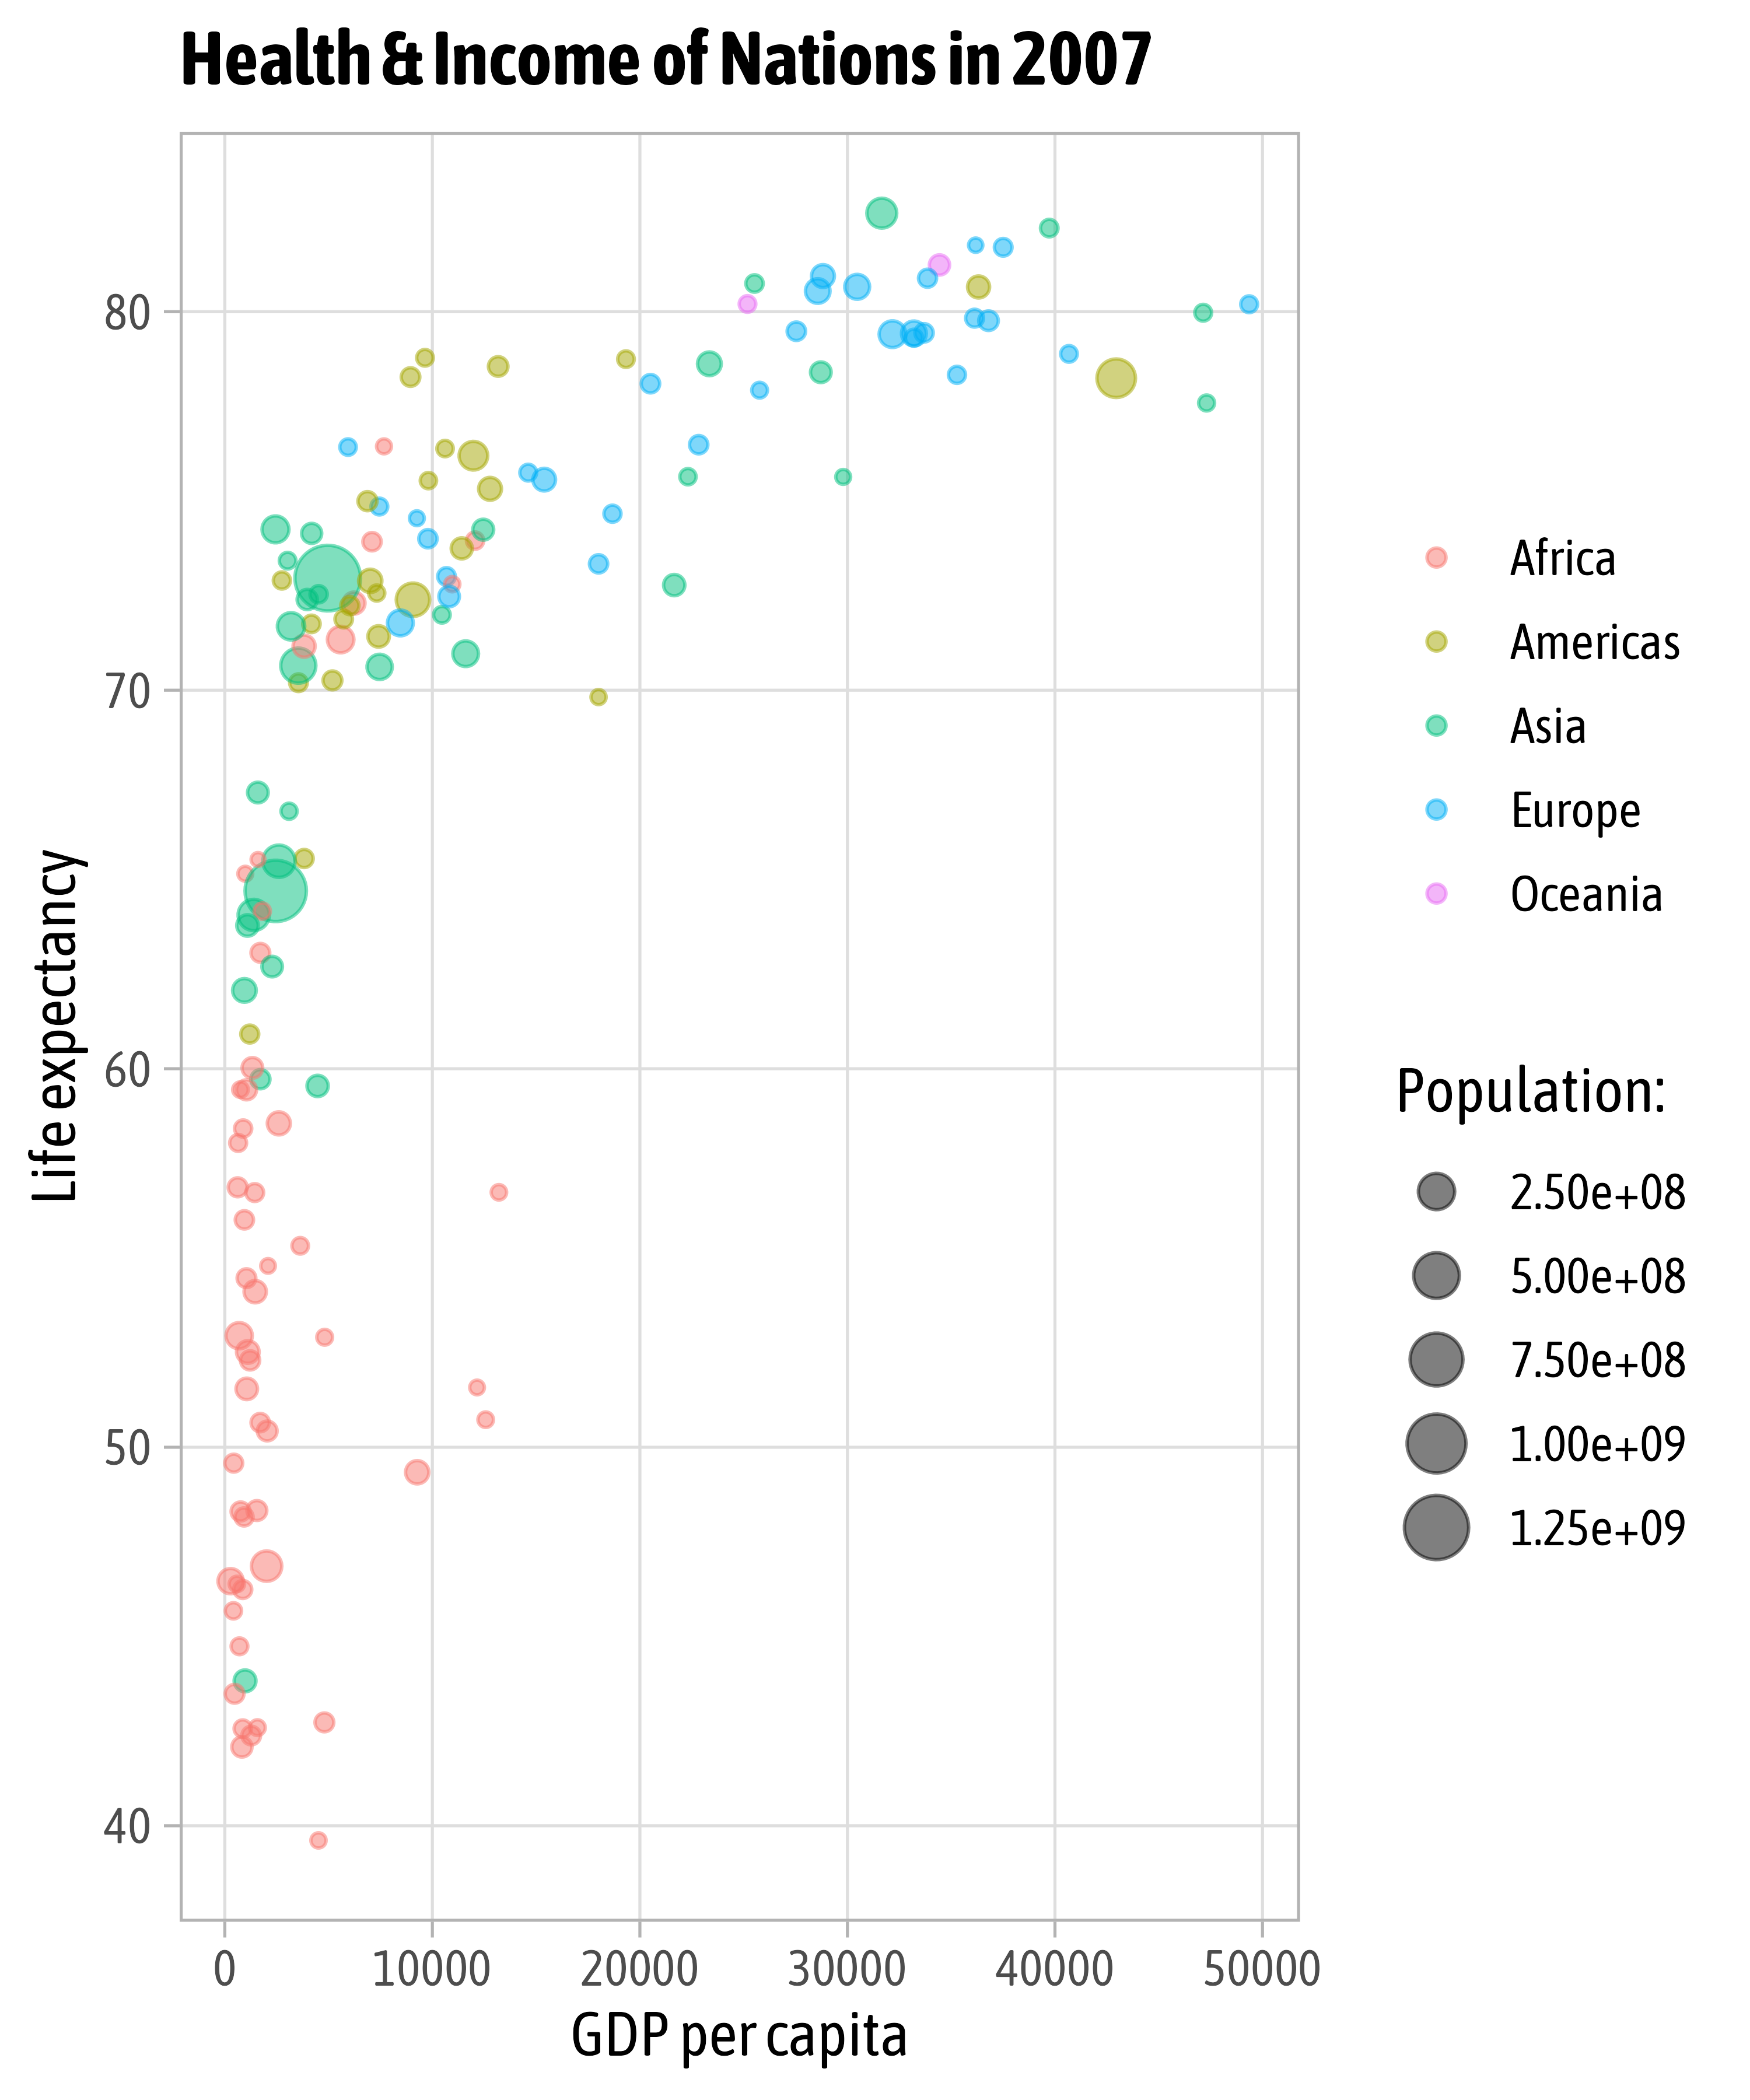 Health & Income of Nations in 2007
80
70
60
50
40
Life expectancy
0 10000 20000 30000 40000 50000
GDP per capita
Africa
Americas
Asia
Europe
Oceania
Population:
2.50e+08
5.00e+08
7.50e+08
1.00e+09
1.25e+09